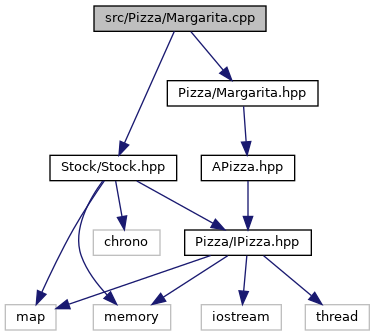 src/Pizza/Margarita.cpp
Pizza/Margarita.hpp
Stock/Stock.hpp
APizza.hpp
chrono
Pizza/IPizza.hpp
map
memory
iostream
thread